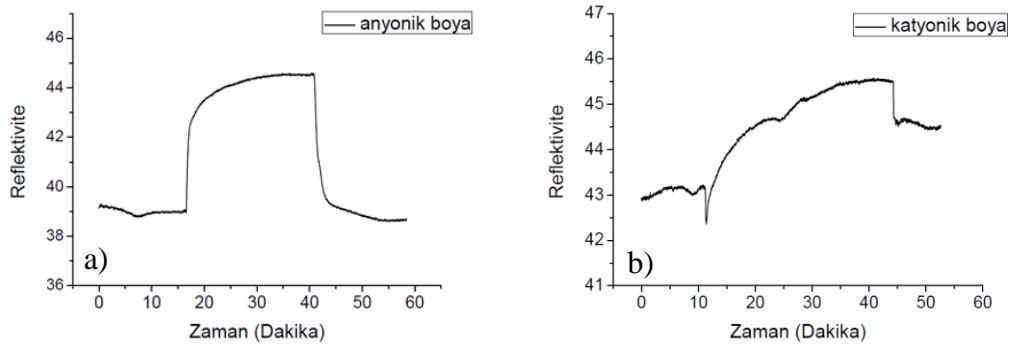 anyonik boya
46
44
42
40
38
36
Reflektivite
0 10 20 30 40 50 60
Zaman (Dakika)
a)
katyonik boya
47
46
45
44
43
42
41
Reflektivite
0 10 20 30 40 50 60
Zaman (Dakika)
b)